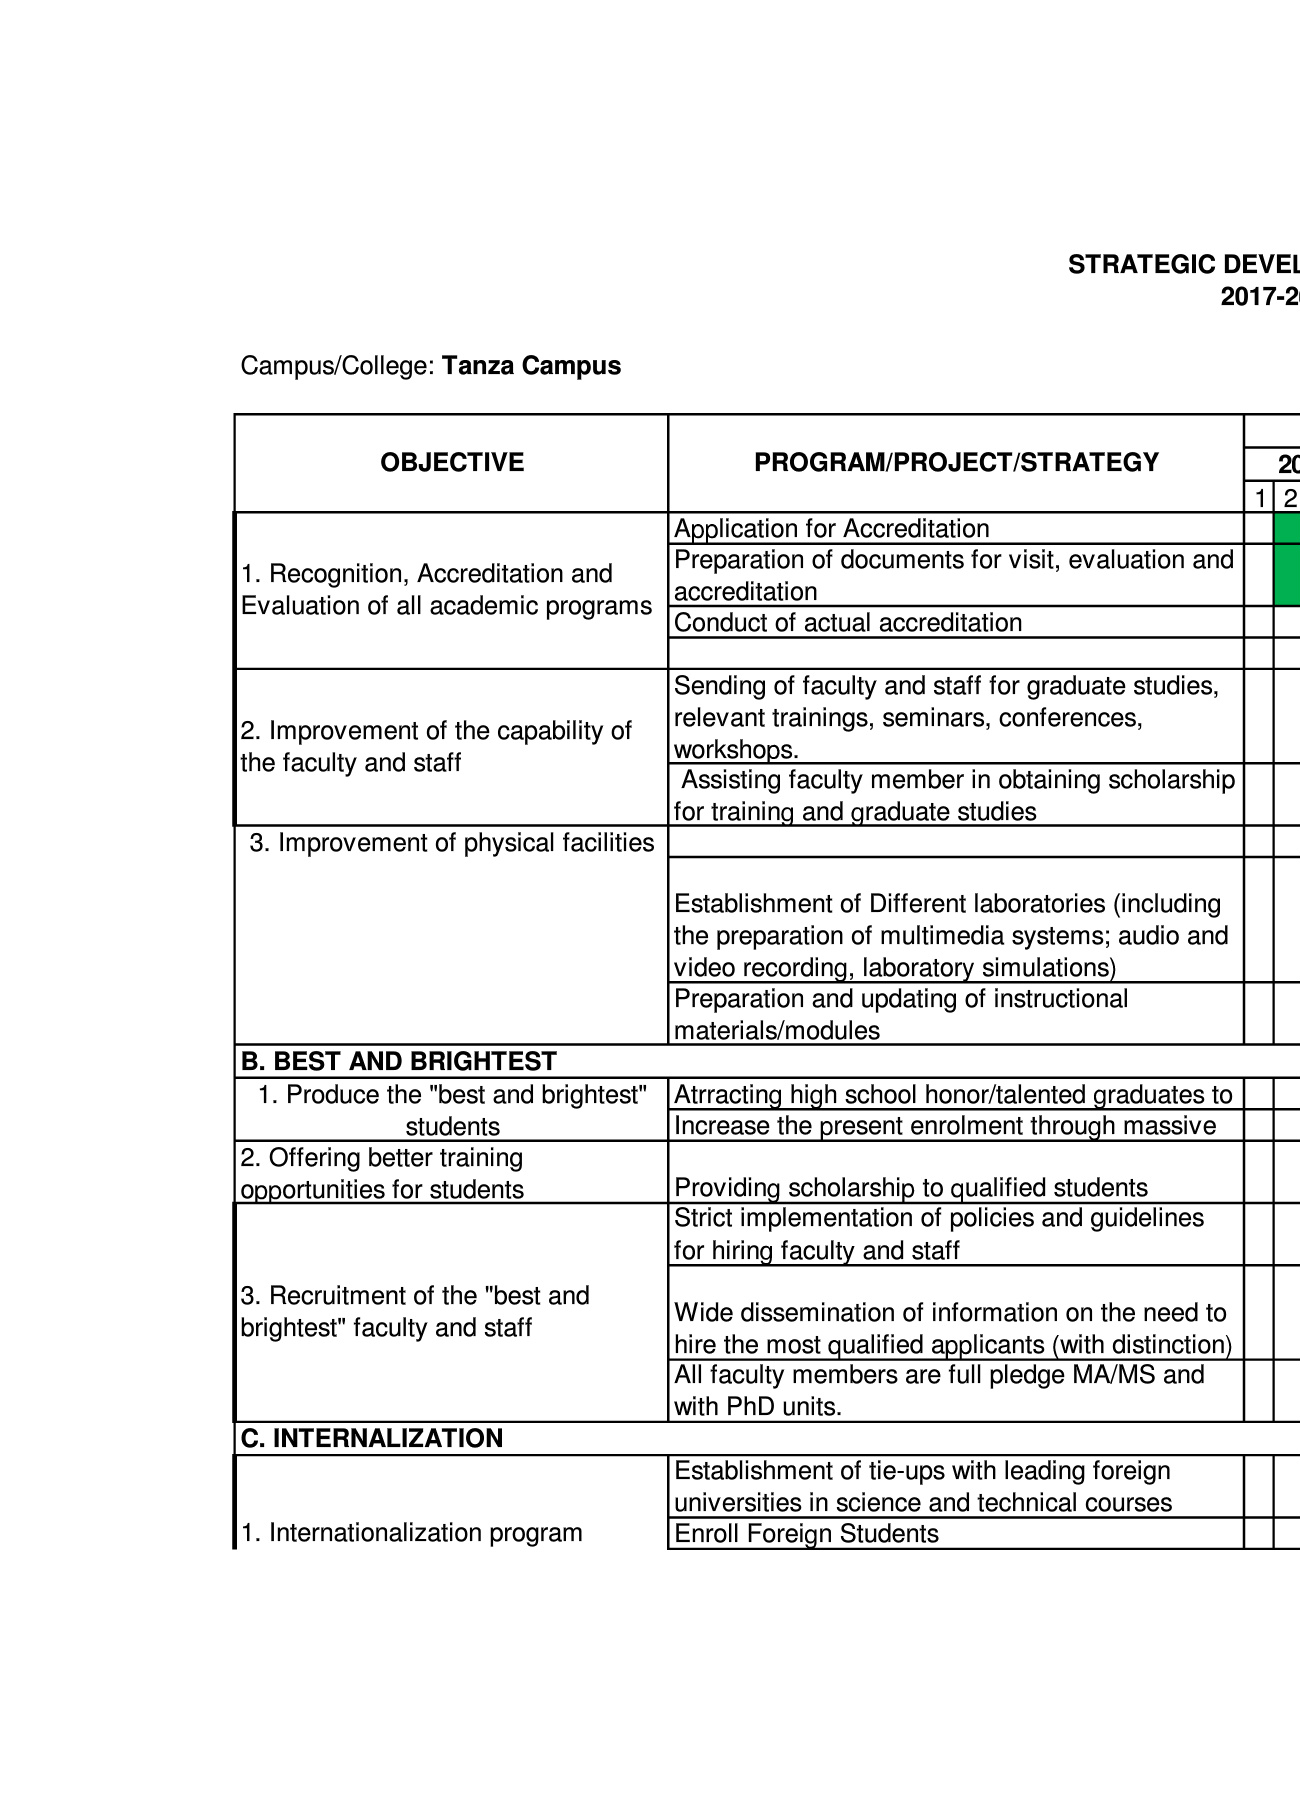 STRATEGIC DEVEL
2017-20
Campus/College: Tanza Campus
OBJECTIVE
PROGRAM/PROJECT/STRATEGY
20
1 2
1. Recognition, Accreditation and
Evaluation of all academic programs
Application for Accreditation
Preparation of documents for visit, evaluation and
accreditation
Conduct of actual accreditation
2. Improvement of the capability of
the faculty and staff
Sending of faculty and staff for graduate studies,
relevant trainings, seminars, conferences,
workshops.
Assisting faculty member in obtaining scholarship
for training and graduate studies
3. Improvement of physical facilities
Establishment of Different laboratories (including
the preparation of multimedia systems; audio and
video recording, laboratory simulations)
Preparation and updating of instructional
materials/modules
B. BEST AND BRIGHTEST
1. Produce the "best and brightest"
students
Atrracting high school honor/talented graduates to
Increase the present enrolment through massive
2. Offering better training
opportunities for students
Providing scholarship to qualified students
3. Recruitment of the "best and
brightest" faculty and staff
Strict implementation of policies and guidelines
for hiring faculty and staff
Wide dissemination of information on the need to
hire the most qualified applicants (with distinction)
All faculty members are full pledge MA/MS and
with PhD units.
C. INTERNALIZATION
1. Internationalization program
Establishment of tie-ups with leading foreign
universities in science and technical courses
Enroll Foreign Students